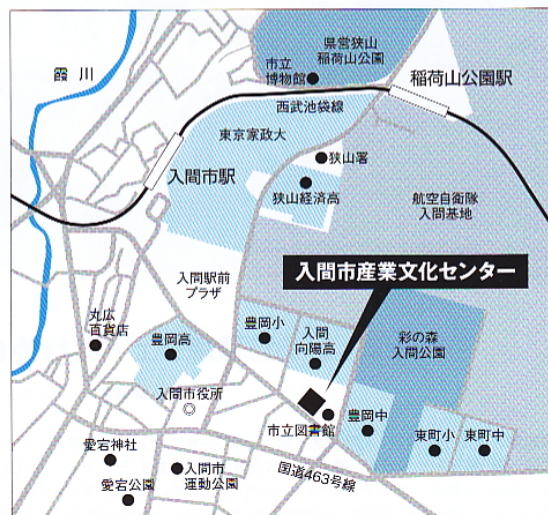 県営狭山
稲荷山公園
市立
博物館
霞川
稲荷山公園駅
西武池袋線
東京家政大
狭山署
入間市駅
狭山経済高
航空自衛隊
入間基地
入間市産業文化センター
入間駅前
プラザ
丸広
百貨店
豊岡高
豊岡小
入間
向陽高
彩の森
入間公園
入間市役所
市立図書館
豊岡中
東町小
東町中
愛宕神社
入間市
運動公園
愛宕公園
国道463号線